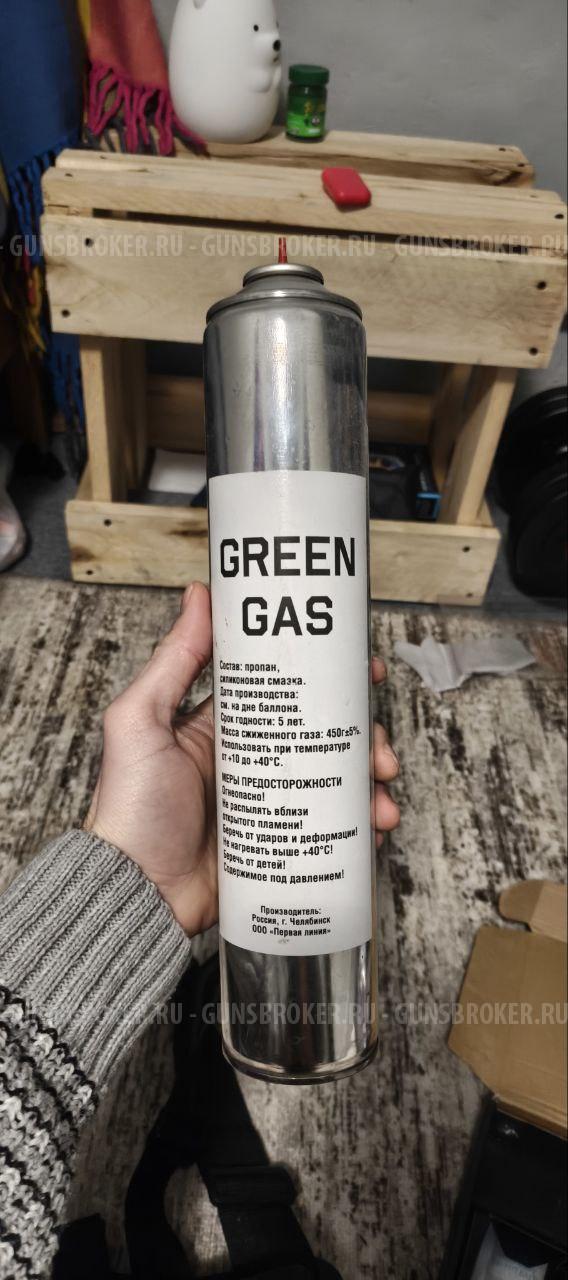 - GUNSBROKER.RU - GUNSBROKER.RU - GUNSBROKER.RU
GREEN
GAS
Состав: пропан,
силиконовая смазка.
Дата производства:
см. на дне баллона.
Срок годности: 5 лет.
Масса сжиженного газа: 450г±5%.
Использовать при температуре
от +10 до +40°C.
МЕРЫ ПРЕДОСТОРОЖНОСТИ
Огнеопасно!
Не распылять вблизи
открытого пламени!
Беречь от ударов и деформации!
Не нагревать выше +40°C!
Беречь от детей!
Содержимое под давлением!
Производитель:
Россия, г. Челябинск
ООО «Первая линия»
.RU - GUNSBROKER.RU - GUNSBROKER.RU